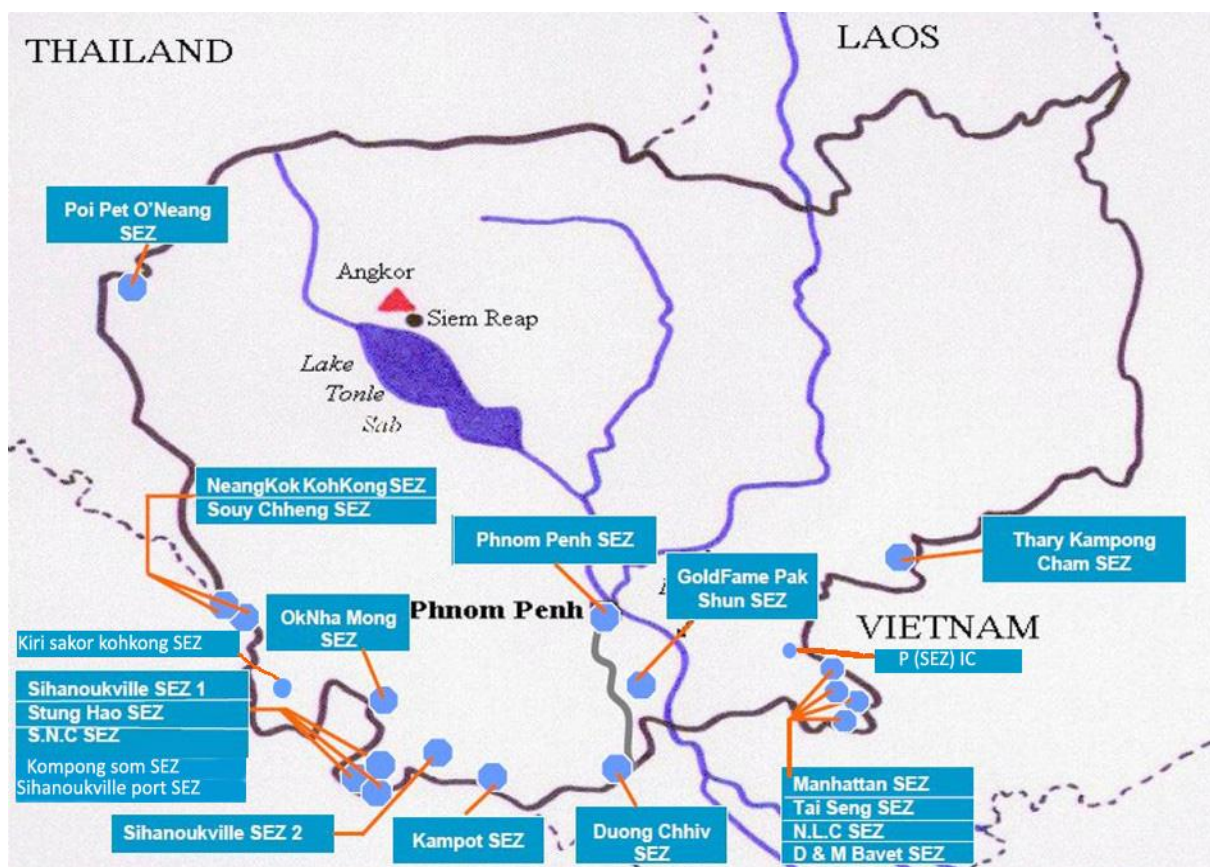 THAILAND
LAOS
Poi Pet O'Neang
SEZ
Angkor
Siem Reap
Lake
Tonle
Sab
NeangKok KohKong SEZ
Souy Chheng SEZ
Phnom Penh SEZ
Thary Kampong
Cham SEZ
GoldFame Pak
Shun SEZ
Phnom Penh
OkNha Mong
SEZ
VIETNAM
Kiri sakor kohkong SEZ
P (SEZ) IC
Sihanoukville SEZ 1
Stung Hao SEZ
S.N.C SEZ
Kompong som SEZ
Sihanoukville port SEZ
Manhattan SEZ
Tai Seng SEZ
N.L.C SEZ
D & M Bavet SEZ
Sihanoukville SEZ 2
Kampot SEZ
Duong Chhiv
SEZ